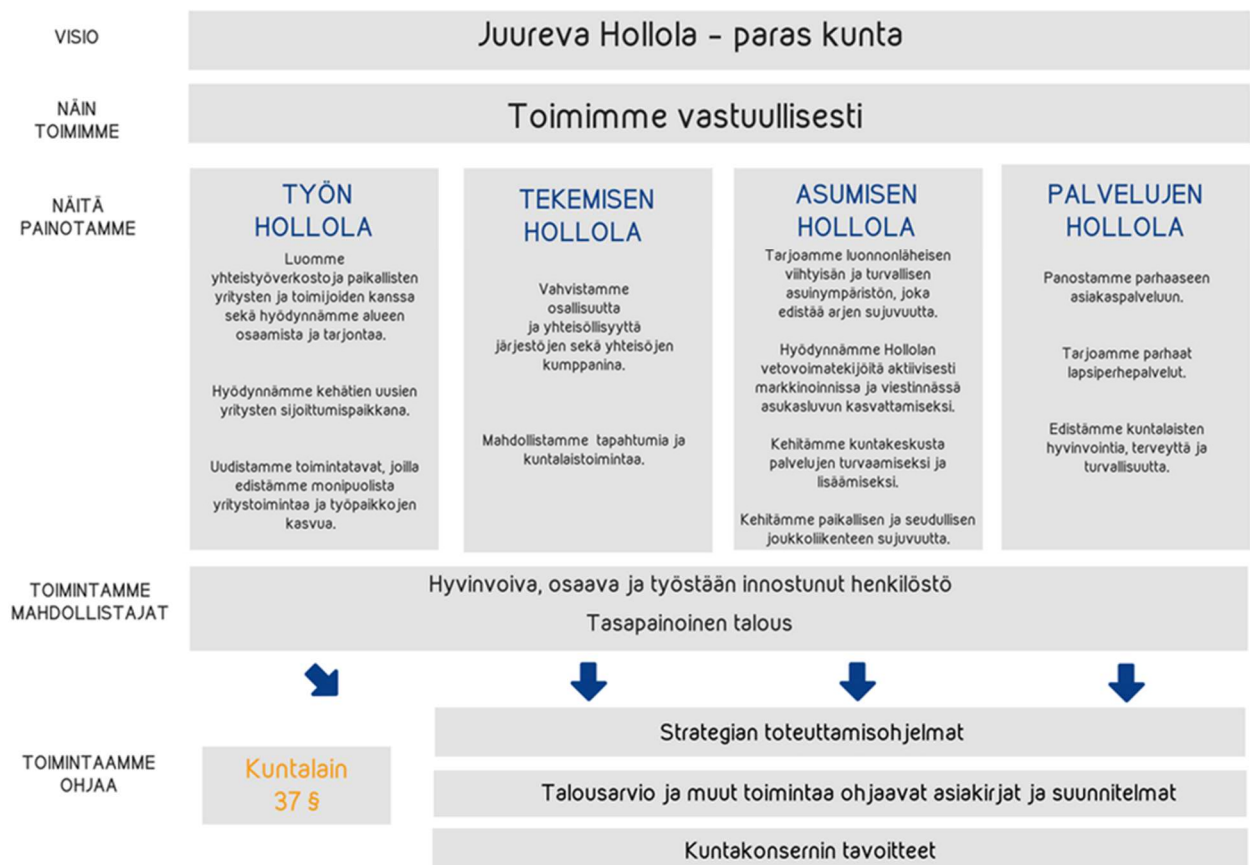 VISIO
Juureva Hollola - paras kunta
NÄIN
TOIMIMME
Toimimme vastuullisesti
NÄITÄ
PAINOTAMME
TYÖN
HOLLOLA
Luomme
yhteistyöverkostoja paikallisten
yritysten ja toimijoiden kanssa
sekä hyödynnämme alueen
osaamista ja tarjontaa.
Hyödynnämme kehätien uusien
yritysten sijoittumispaikkana.
Uudistamme toimintatavat, joilla
edistämme monipuolista
yritystoimintaa ja työpaikkojen
kasvua.
TEKEMISEN
HOLLOLA
Vahvistamme
osallisuutta
ja yhteisöllisyyttä
järjestöjen sekä yhteisöjen
kumppanina.
Mahdollistamme tapahtumia ja
kuntalaistoimintaa.
ASUMISEN
HOLLOLA
Tarjoamme luonnonläheisen
viihtyisän ja turvallisen
asuinympäristön, joka
edistää arjen sujuvuutta.
Hyödynnämme Hollolan
vetovoimatekijöitä aktiivisesti
markkinoinnissa ja viestinnässä
asukasluvun kasvattamiseksi.
Kehitämme kuntakeskusta
palvelujen turvaamiseksi ja
lisäämiseksi.
Kehitämme paikallisen ja seudullisen
joukkoliikenteen sujuvuutta.
PALVELUJEN
HOLLOLA
Panostamme parhaaseen
asiakaspalveluun.
Tarjoamme parhaat
lapsiperhepalvelut.
Edistämme kuntalaisten
hyvinvointia, terveyttä ja
turvallisuutta.
TOIMINTAMME
MAHDOLLISTAJAT
Hyvinvoiva, osaava ja työstään innostunut henkilöstö
Tasapainoinen talous
TOIMINTAAMME
OHJAA
Kuntalain
37 §
Strategian toteuttamisohjelmat
Talousarvio ja muut toimintaa ohjaavat asiakirjat ja suunnitelmat
Kuntakonsernin tavoitteet